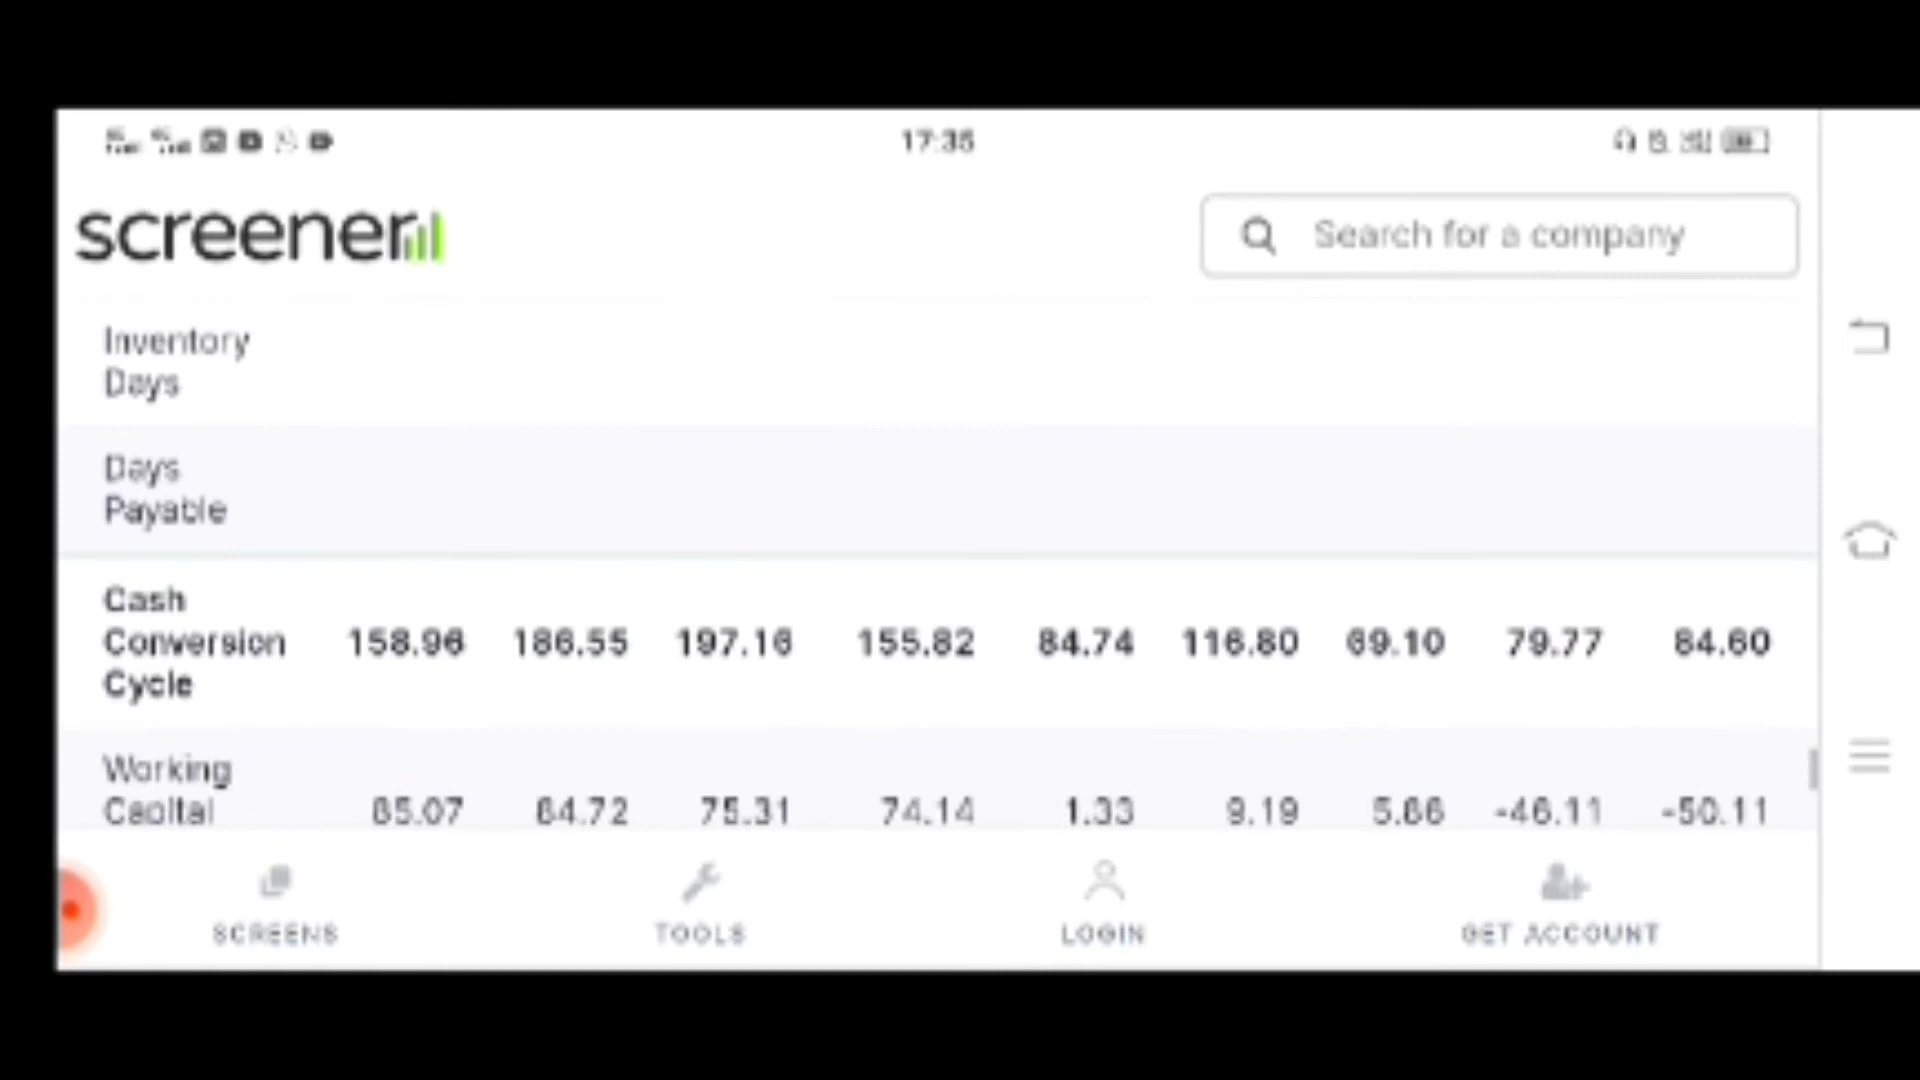 17:35
screener
Search for a company
Inventory
Days
Days
Payable
Cash
Conversion 158.96 186.55 197.16 155.82 84.74 116.80 69.10 79.77 84.60
Cycle
Working
Capital 85.07 84.72 75.31 74.14 1.33 9.19 5.86 -46.11 -50.11
SCREENS TOOLS LOGIN GET ACCOUNT